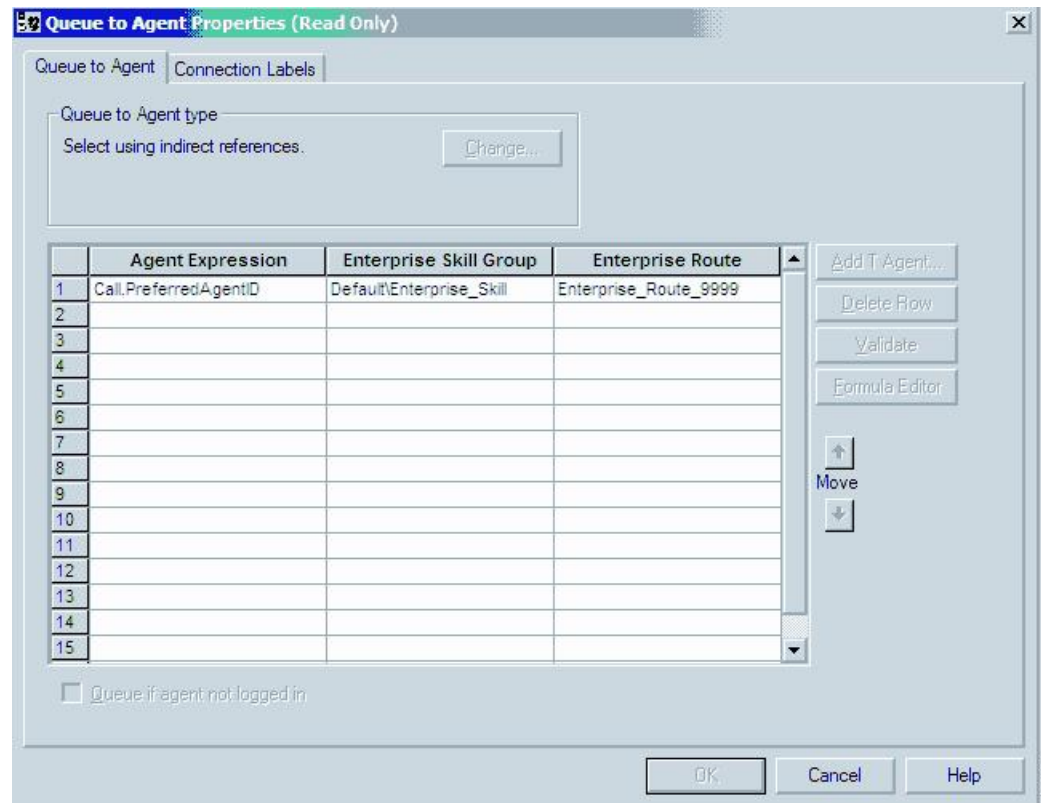 Queue to Agent Properties (Read Only)
Queue to Agent
Connection Labels
Queue to Agent type
Select using indirect references.
Change...
Agent Expression Enterprise Skill Group Enterprise Route
1 Call.PreferredAgentID Default\Enterprise_Skill Enterprise_Route_9999
2
3
4
5
6
7
8
9
10
11
12
13
14
15
Add T Agent...
Delete Row
Validate
Formula Editor
Move
Queue if agent not logged in
OK Cancel Help